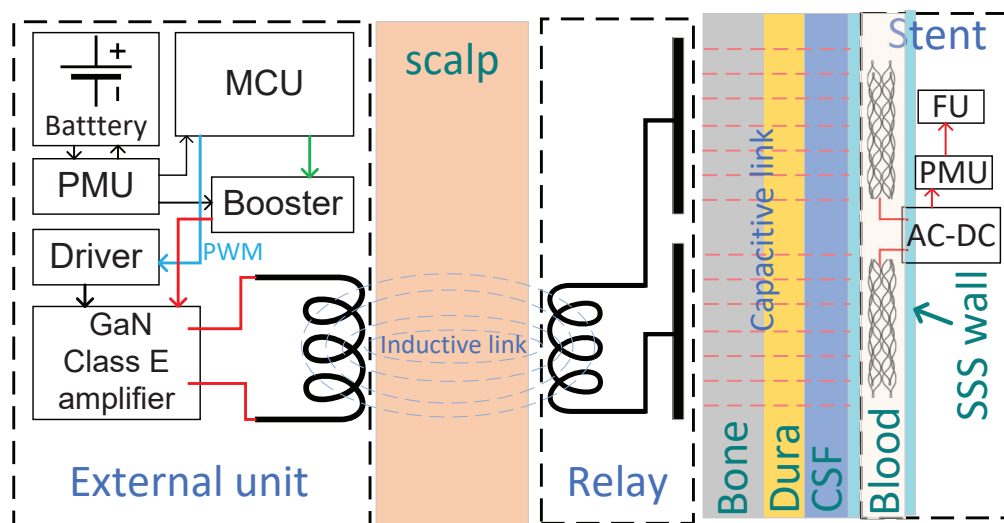 +
Batttery
PMU
MCU
Booster
PWM
Driver
GaN
Class E
amplifier
External unit
scalp
Inductive link
Relay
Capacitive link
Bone
Dura
CSF
Blood
Stent
FU
PMU
AC-DC
SSS wall